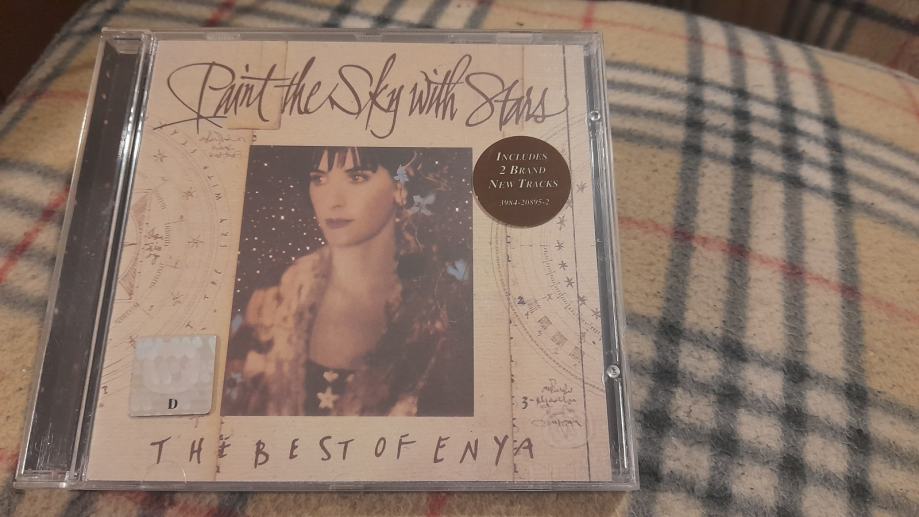 Paint the Sky with Stars
INCLUDES
2 BRAND
NEW TRACKS
3984-20895-2
D
THE BEST OF ENYA